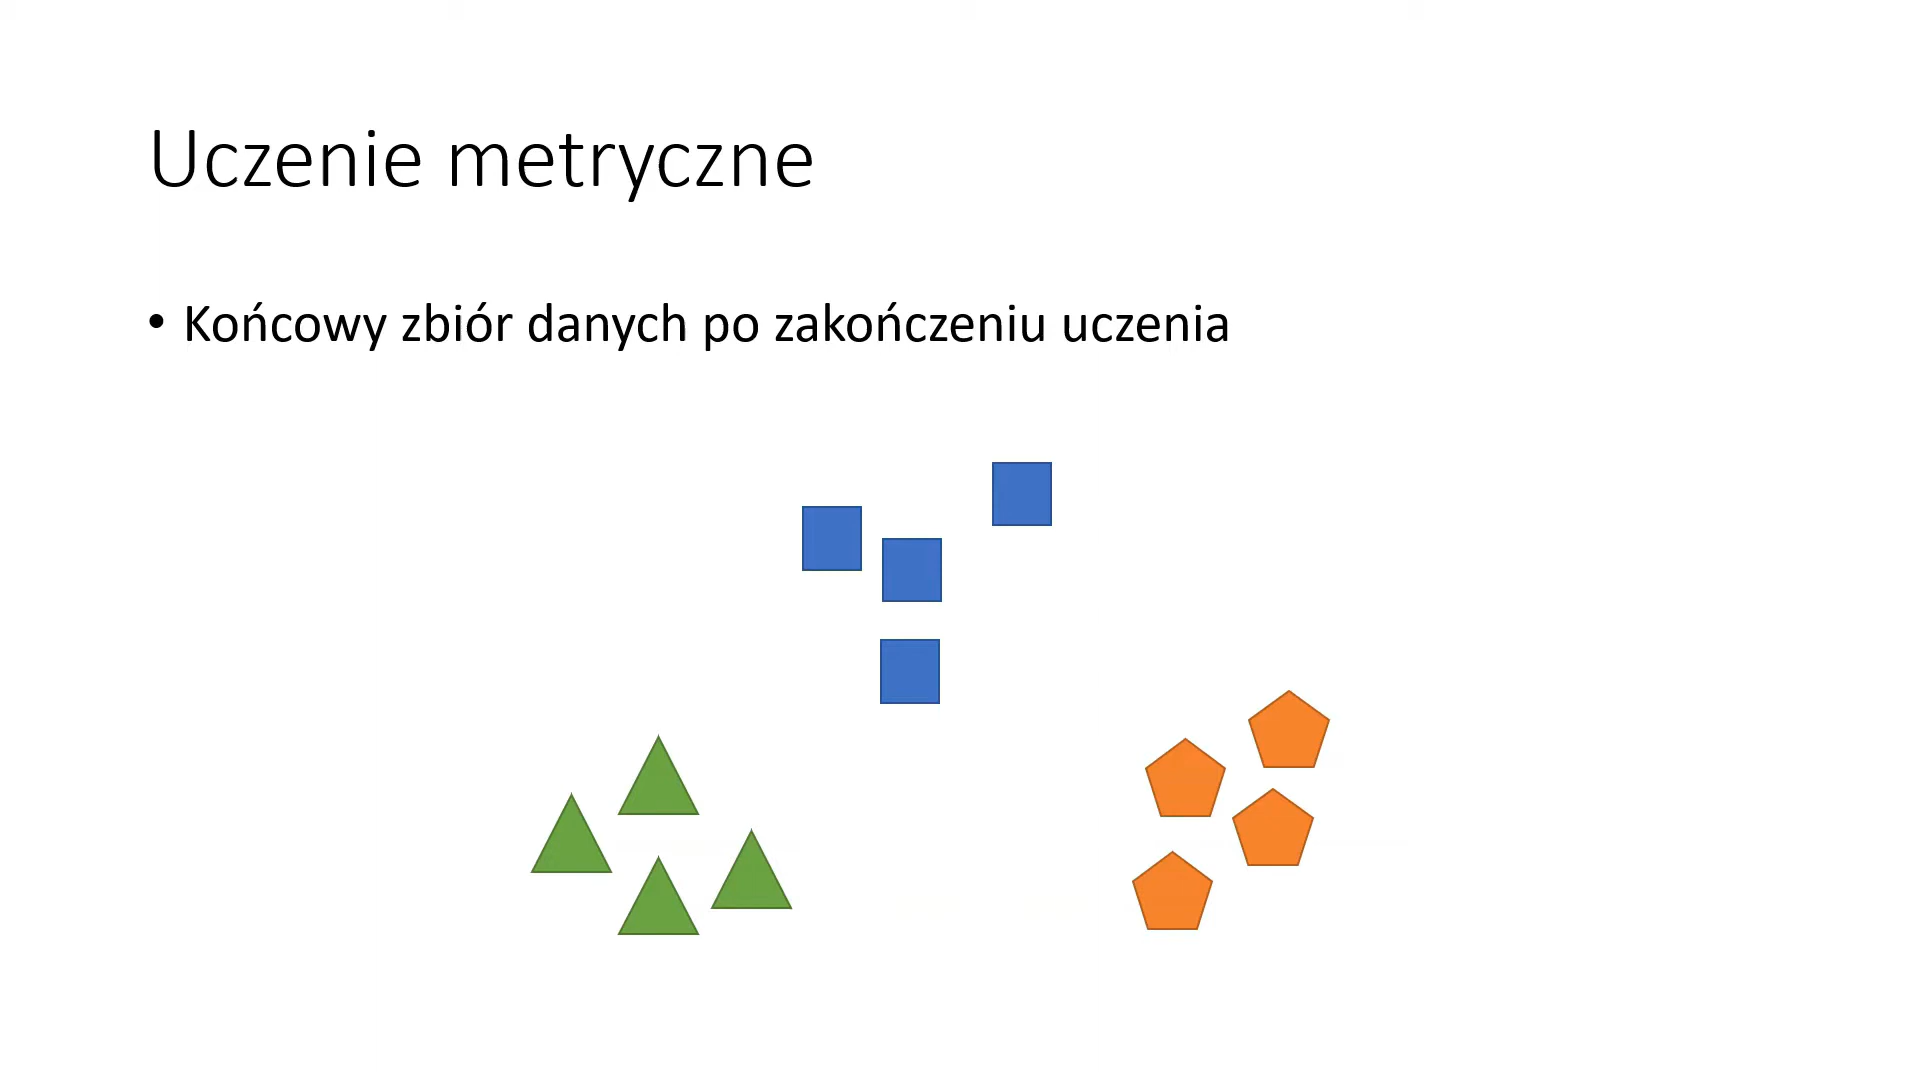 Uczenie metryczne
• Końcowy zbiór danych po zakończeniu uczenia